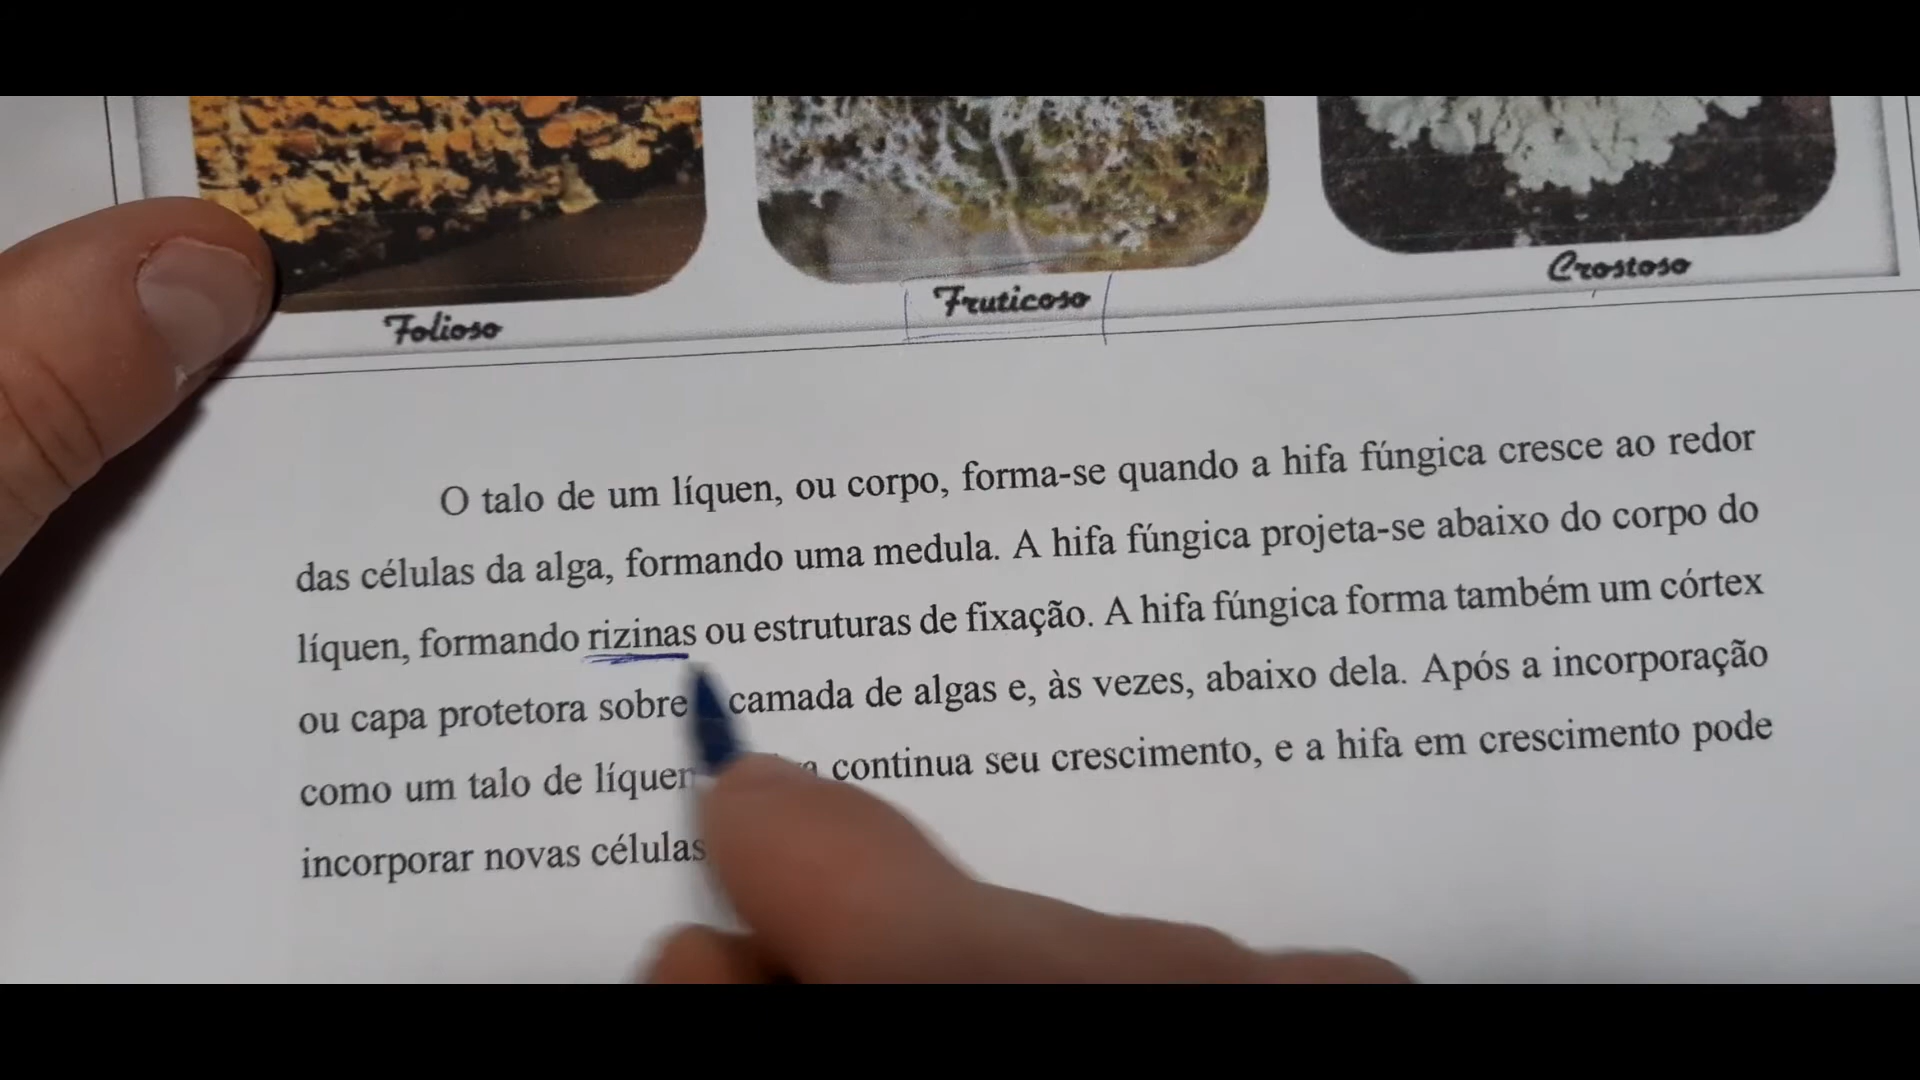 Folioso
Fruticoso
Crostoso
O talo de um líquen, ou corpo, forma-se quando a hifa fúngica cresce ao redor
das células da alga, formando uma medula. A hifa fúngica projeta-se abaixo do corpo do
líquen, formando rizinas ou estruturas de fixação. A hifa fúngica forma também um córtex
ou capa protetora sobre camada de algas e, às vezes, abaixo dela. Após a incorporação
como um talo de líquen continua seu crescimento, e a hifa em crescimento pode
incorporar novas células